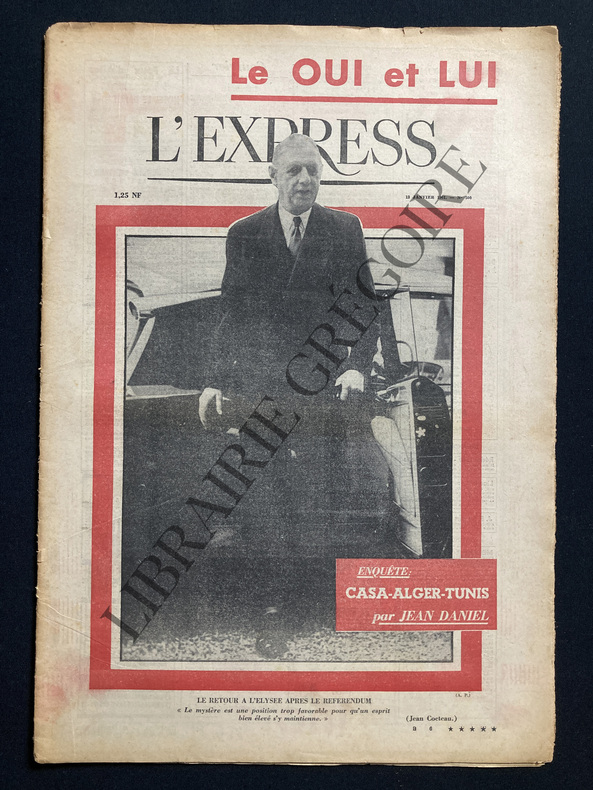 Le OUI et LUI
L'EXPRESS
1,25 NF
JANVIER
ENQUÊTE:
CASA-ALGER-TUNIS
par JEAN DANIEL
(A. P.)
LE RETOUR A L'ELYSEE APRES LE REFERENDUM
« Le mystère est une position trop favorable pour qu'un esprit
bien élevé s'y maintienne. »
(Jean Cocteau.)
★ ★ ★ ★ ★
LIBRAIRIE GRÉGOIRE